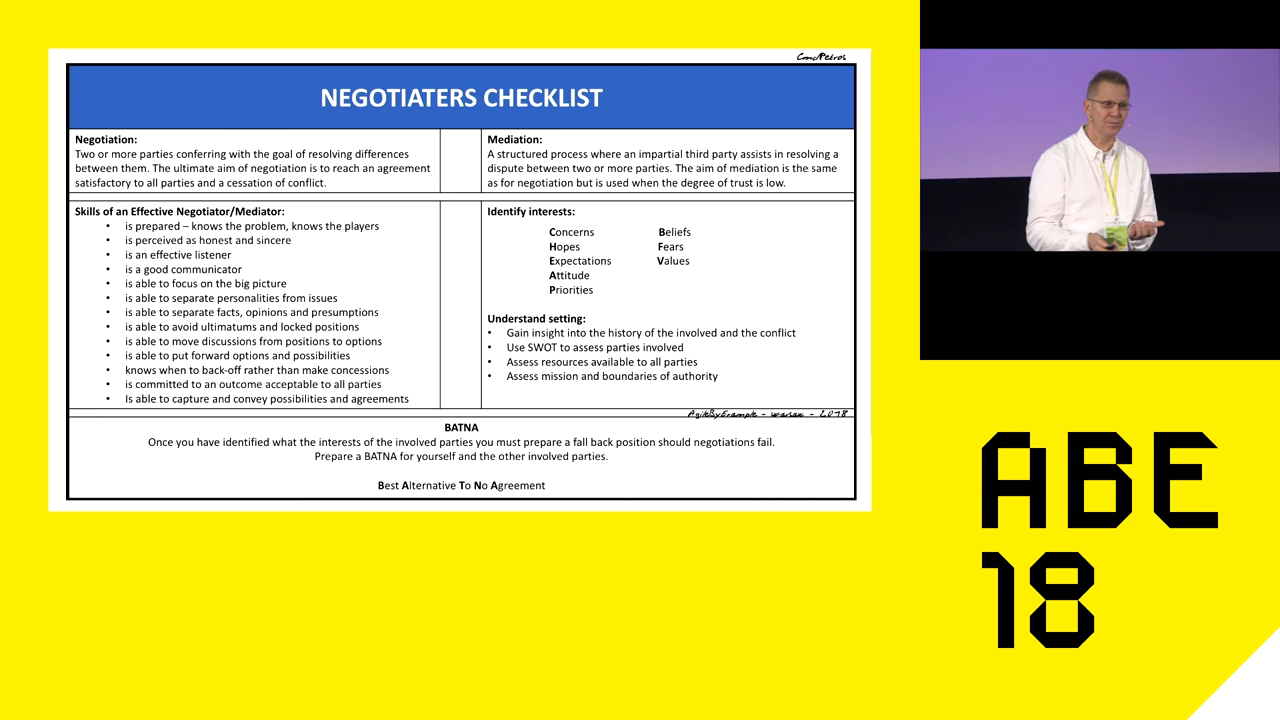 CmdPetros
NEGOTIATERS CHECKLIST
Negotiation:
Two or more parties conferring with the goal of resolving differences
between them. The ultimate aim of negotiation is to reach an agreement
satisfactory to all parties and a cessation of conflict.
Mediation:
A structured process where an impartial third party assists in resolving a
dispute between two or more parties. The aim of mediation is the same
as for negotiation but is used when the degree of trust is low.
Skills of an Effective Negotiator/Mediator:
• is prepared – knows the problem, knows the players
• is perceived as honest and sincere
• is an effective listener
• is a good communicator
• is able to focus on the big picture
• is able to separate personalities from issues
• is able to separate facts, opinions and presumptions
• is able to avoid ultimatums and locked positions
• is able to move discussions from positions to options
• is able to put forward options and possibilities
• knows when to back-off rather than make concessions
• is committed to an outcome acceptable to all parties
• Is able to capture and convey possibilities and agreements
Identify interests:
Concerns Beliefs
Hopes Fears
Expectations Values
Attitude
Priorities
Understand setting:
• Gain insight into the history of the involved and the conflict
• Use SWOT to assess parties involved
• Assess resources available to all parties
• Assess mission and boundaries of authority
AgileByExample - warsaw - 2018
BATNA
Once you have identified what the interests of the involved parties you must prepare a fall back position should negotiations fail.
Prepare a BATNA for yourself and the other involved parties.
Best Alternative To No Agreement
ABE
18